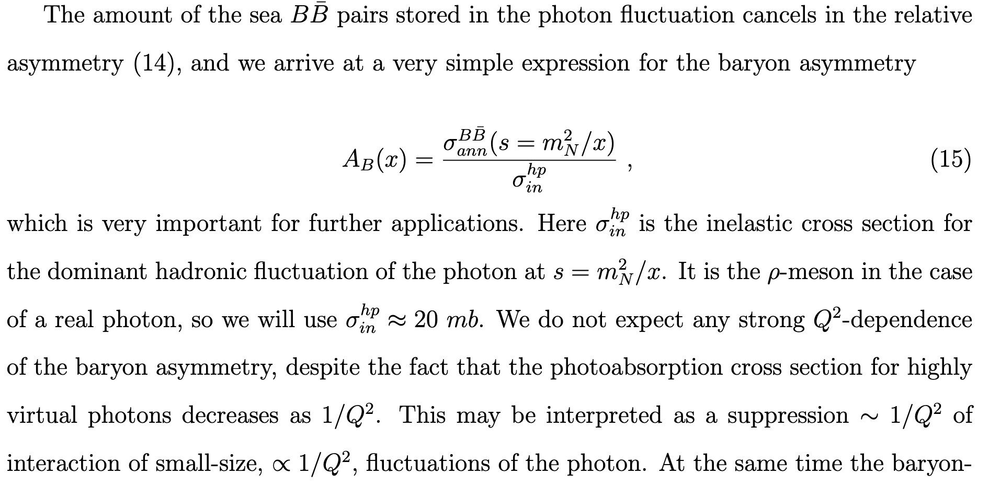 The amount of the sea $B\bar{B}$ pairs stored in the photon fluctuation cancels in the relative
asymmetry (14), and we arrive at a very simple expression for the baryon asymmetry
$$A_B(x) = \frac{\sigma_{ann}^{B\bar{B}}(s = m_N^2/x)}{\sigma_{in}^{hp}} \ , \qquad (15)$$
which is very important for further applications. Here $\sigma_{in}^{hp}$ is the inelastic cross section for
the dominant hadronic fluctuation of the photon at $s = m_N^2/x$. It is the $\rho$-meson in the case
of a real photon, so we will use $\sigma_{in}^{hp} \approx 20\ mb$. We do not expect any strong $Q^2$-dependence
of the baryon asymmetry, despite the fact that the photoabsorption cross section for highly
virtual photons decreases as $1/Q^2$. This may be interpreted as a suppression $\sim 1/Q^2$ of
interaction of small-size, $\propto 1/Q^2$, fluctuations of the photon. At the same time the baryon-